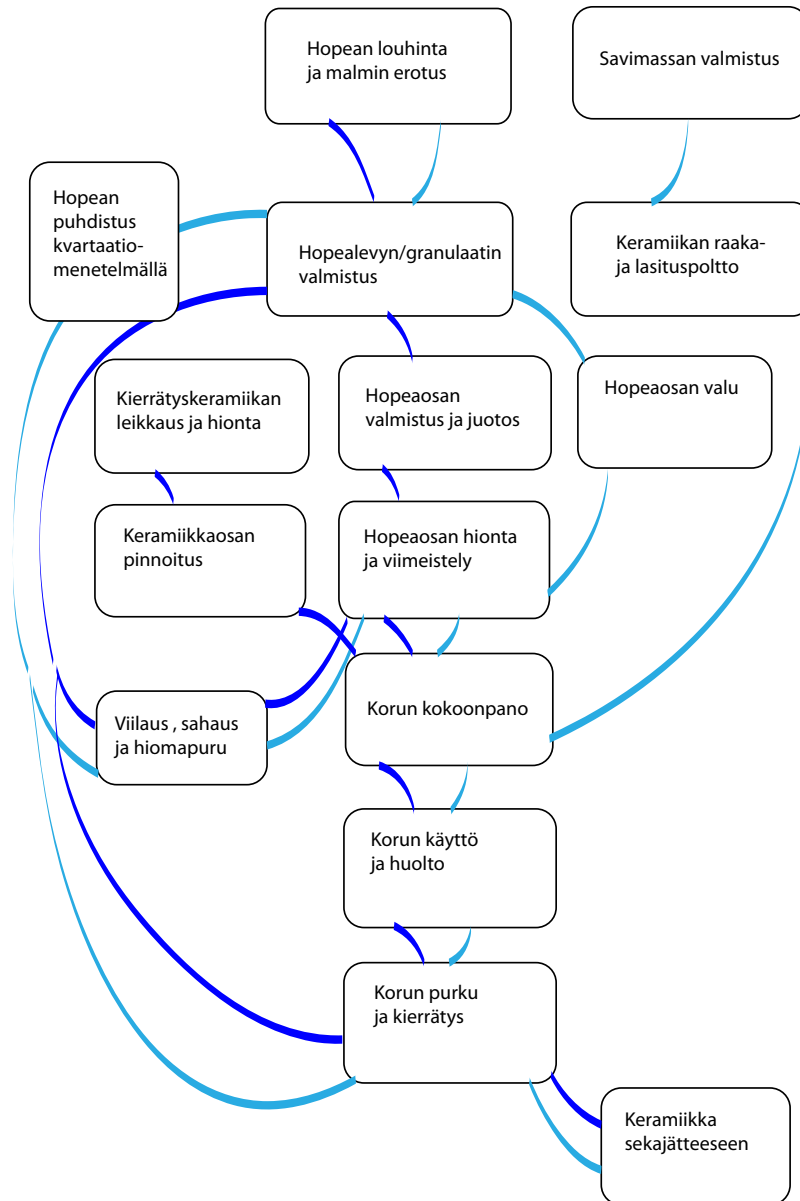 Hopean louhinta
ja malmin erotus
Savimassan valmistus
Hopean
puhdistus
kvartaatio-
menetelmällä
Hopealevyn/granulaatin
valmistus
Keramiikan raaka-
ja lasituspoltto
Kierrätyskeramiikan
leikkaus ja hionta
Hopeaosan
valmistus ja juotos
Hopeaosan valu
Keramiikkaosan
pinnoitus
Hopeaosan hionta
ja viimeistely
Viilaus , sahaus
ja hiomapuru
Korun kokoonpano
Korun käyttö
ja huolto
Korun purku
ja kierrätys
Keramiikka
sekajätteeseen